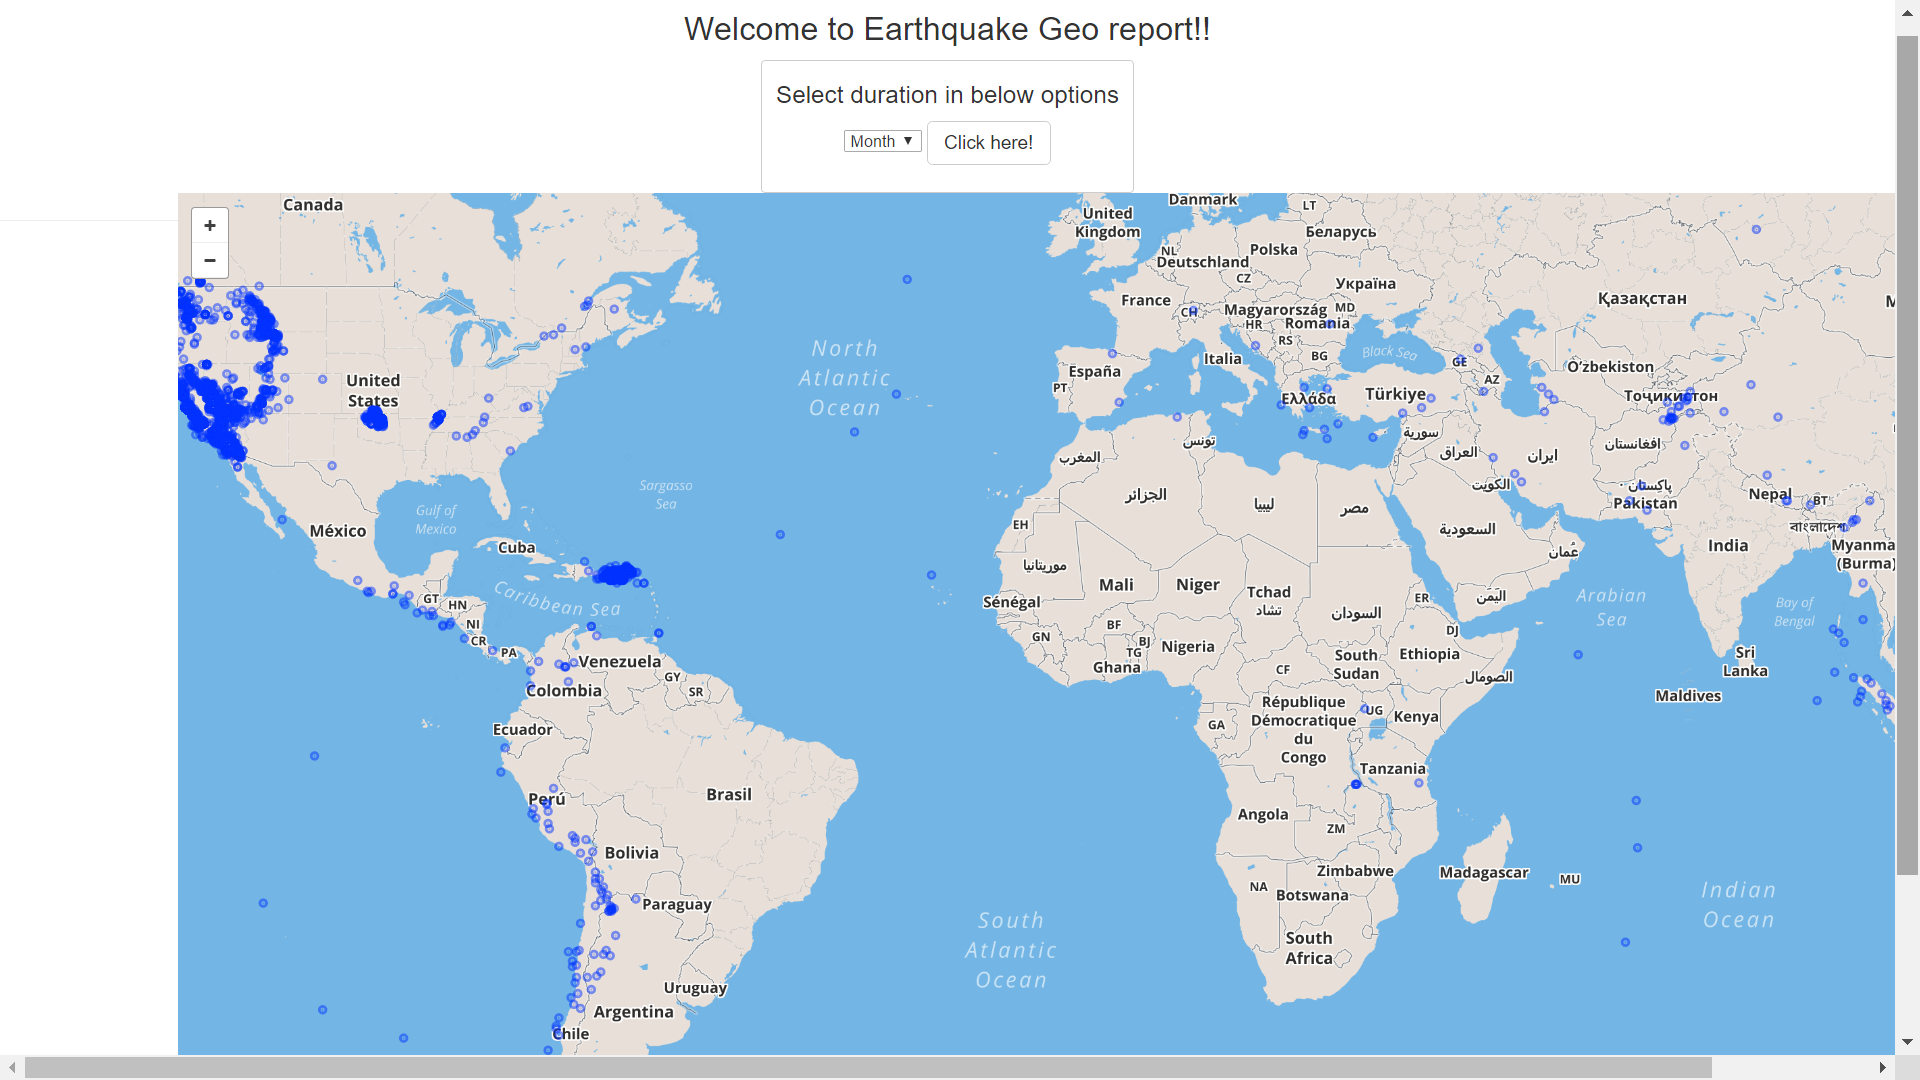 Welcome to Earthquake Geo report!!
Select duration in below options
Month ▼
Click here!
+
−
Canada
United
States
México
Gulf of
Mexico
Cuba
Sargasso
Sea
North
Atlantic
Ocean
Caribbean Sea
GT
HN
NI
CR
PA
Venezuela
Colombia
GY
SR
Ecuador
Perú
Brasil
Bolivia
Paraguay
Uruguay
Argentina
Chile
South
Atlantic
Ocean
Danmark
LT
United
Kingdom
Беларусь
NL
Polska
Deutschland
CZ
Україна
France
CH
Magyarország
MD
HR
Romania
RS
BG
Italia
Black Sea
GE
AZ
España
PT
Ελλάδα
Türkiye
Қазақстан
O'zbekiston
Тоҷикистон
M
تونس
المغرب
سورية
العراق
ایران
افغانستان
الجزائر
ليبيا
مصر
الكويت
پاکستان
Pakistan
Nepal
BT
বাংলাদেশ
EH
السعودية
عُمان
India
Myanmar
(Burma)
موريتانيا
Mali
Niger
Tchad
تشاد
السودان
ER
اليَمَن
Arabian
Sea
Bay of
Bengal
Sénégal
GN
BF
BJ
TG
Ghana
Nigeria
DJ
CF
South
Sudan
Ethiopia
الصومال
Sri
Lanka
Maldives
GA
République
Démocratique
du
Congo
UG
Kenya
Tanzania
Angola
ZM
Zimbabwe
Madagascar
MU
NA
Botswana
South
Africa
Indian
Ocean